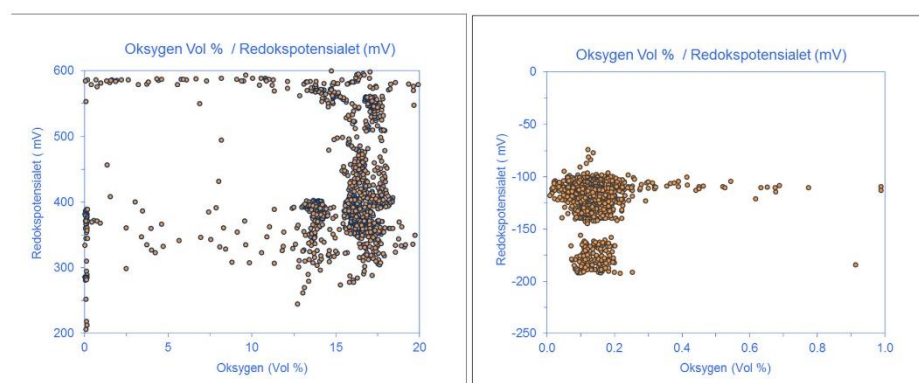 Oksygen Vol % / Redokspotensialet (mV)
600
500
400
300
200
Redokspotensialet ( mV)
0 5 10 15 20
Oksygen (Vol %)
Oksygen Vol % / Redokspotensialet (mV)
0
-50
-100
-150
-200
-250
Redokspotensialet ( mV)
0.0 0.2 0.4 0.6 0.8 1.0
Oksygen (Vol %)